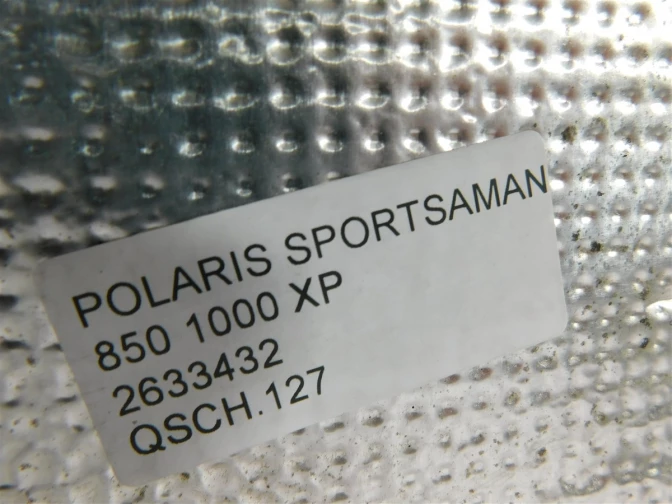 POLARIS SPORTSAMAN
850 1000 XP
2633432
QSCH.127